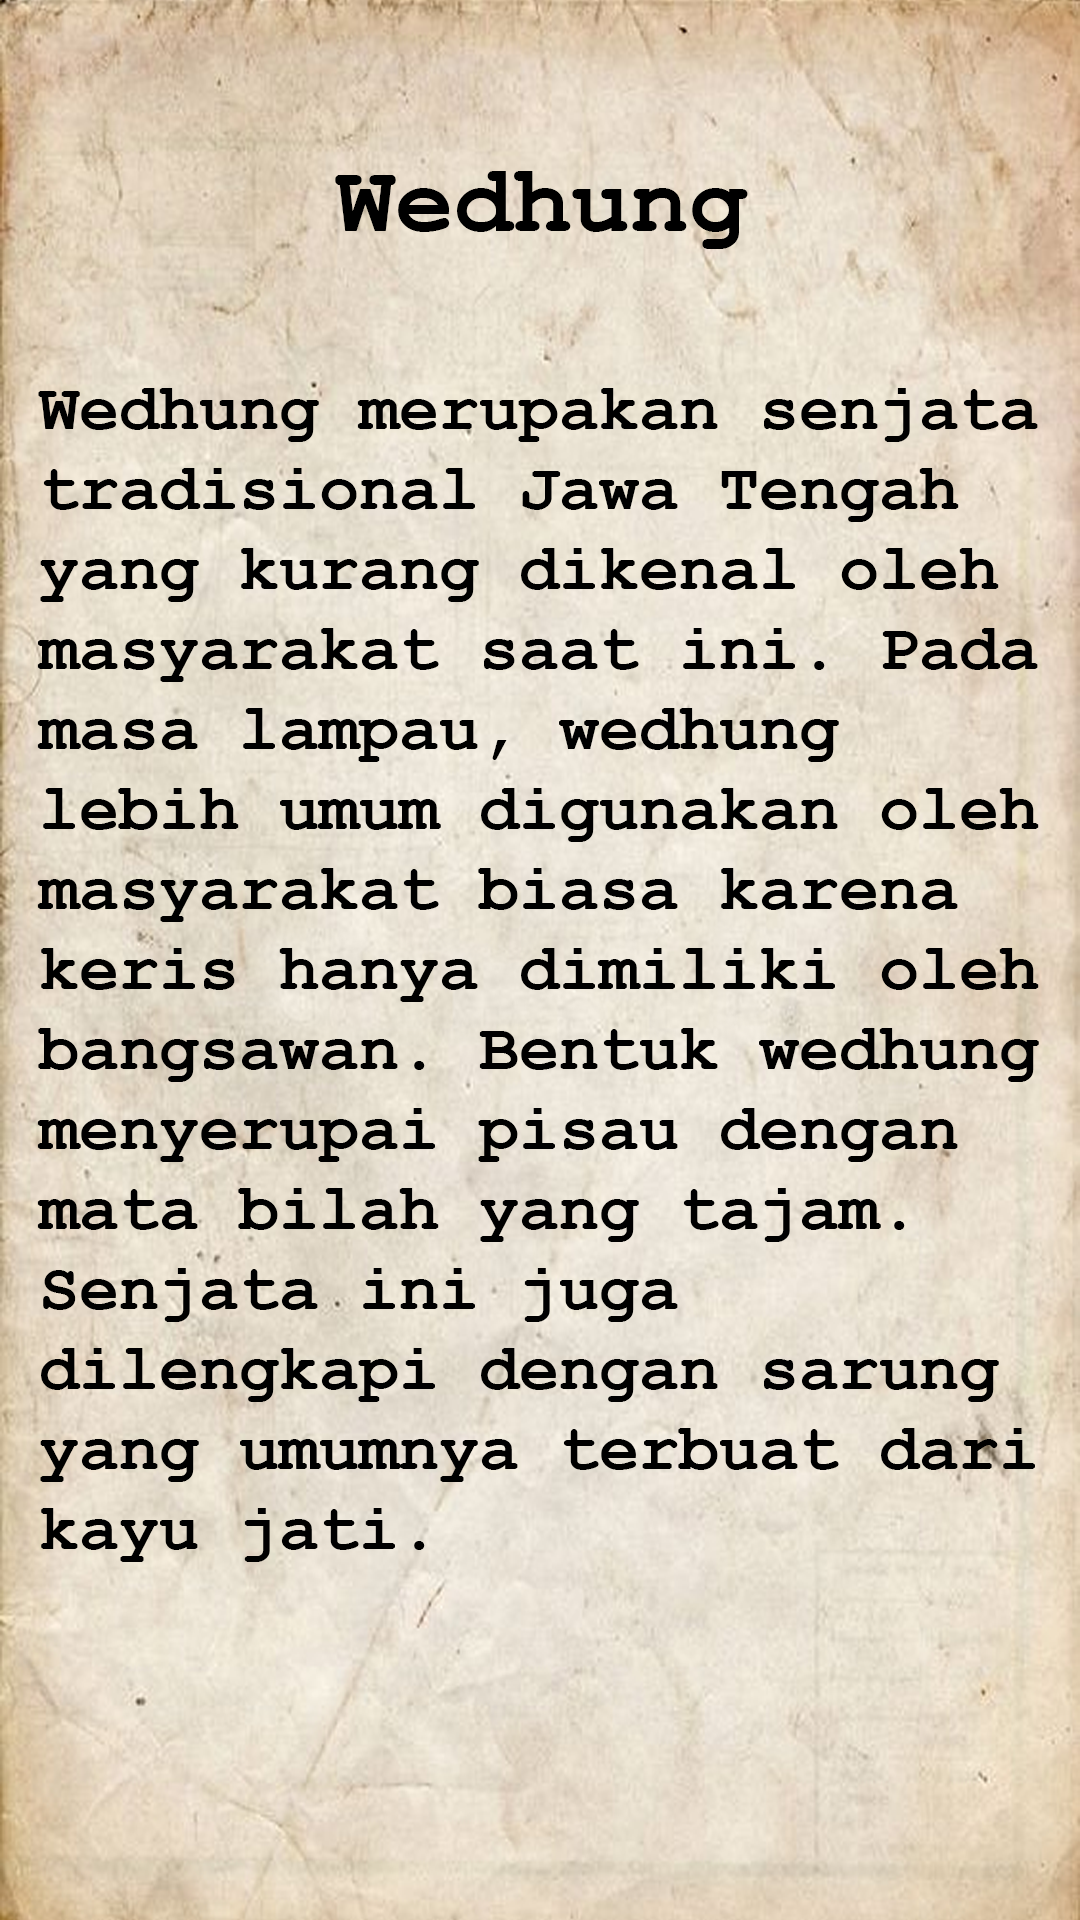 Wedhung
Wedhung merupakan senjata
tradisional Jawa Tengah
yang kurang dikenal oleh
masyarakat saat ini. Pada
masa lampau, wedhung
lebih umum digunakan oleh
masyarakat biasa karena
keris hanya dimiliki oleh
bangsawan. Bentuk wedhung
menyerupai pisau dengan
mata bilah yang tajam.
Senjata ini juga
dilengkapi dengan sarung
yang umumnya terbuat dari
kayu jati.